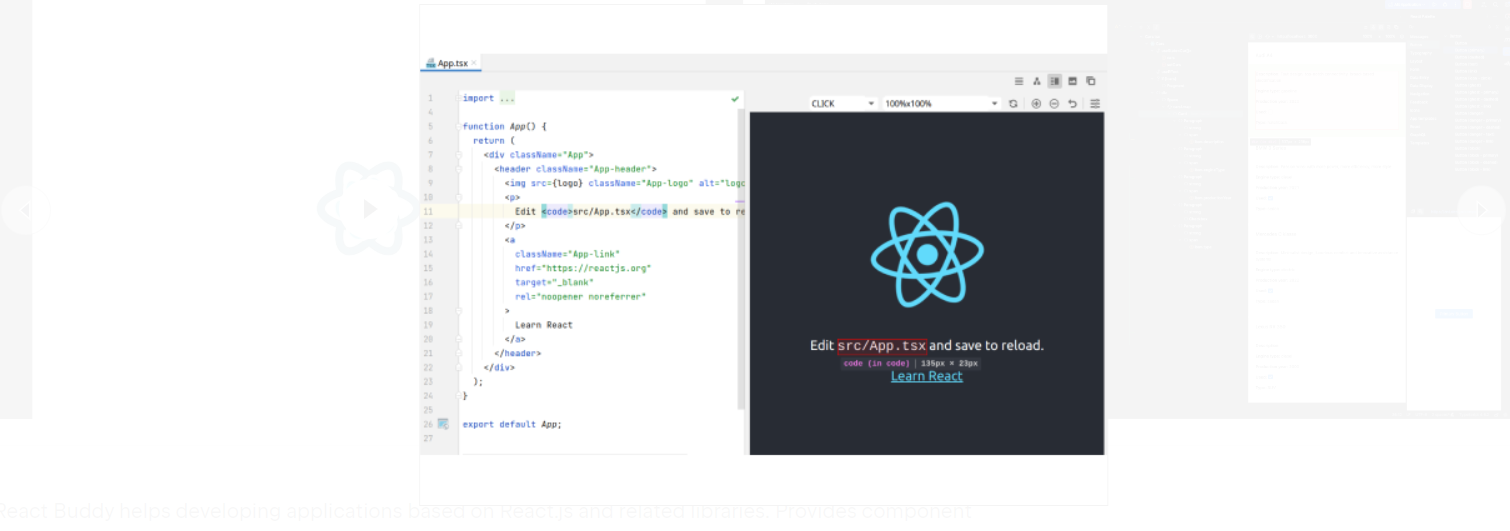 App.tsx
CLICK 100%x100%
1 import ...
4
5 function App() {
6 return (
7 <div className="App">
8 <header className="App-header">
9 <img src={logo} className="App-logo" alt="logo
10 <p>
11 Edit <code>src/App.tsx</code> and save to re
12 </p>
13 <a
14 className="App-link"
15 href="https://reactjs.org"
16 target="_blank"
17 rel="noopener noreferrer"
18 >
19 Learn React
20 </a>
21 </header>
22 </div>
23 );
24 }
25
26 export default App;
27
Edit src/App.tsx and save to reload.
code (in code) | 135px × 23px
Learn React
React Buddy helps developing applications based on React.js and related libraries. Provides component